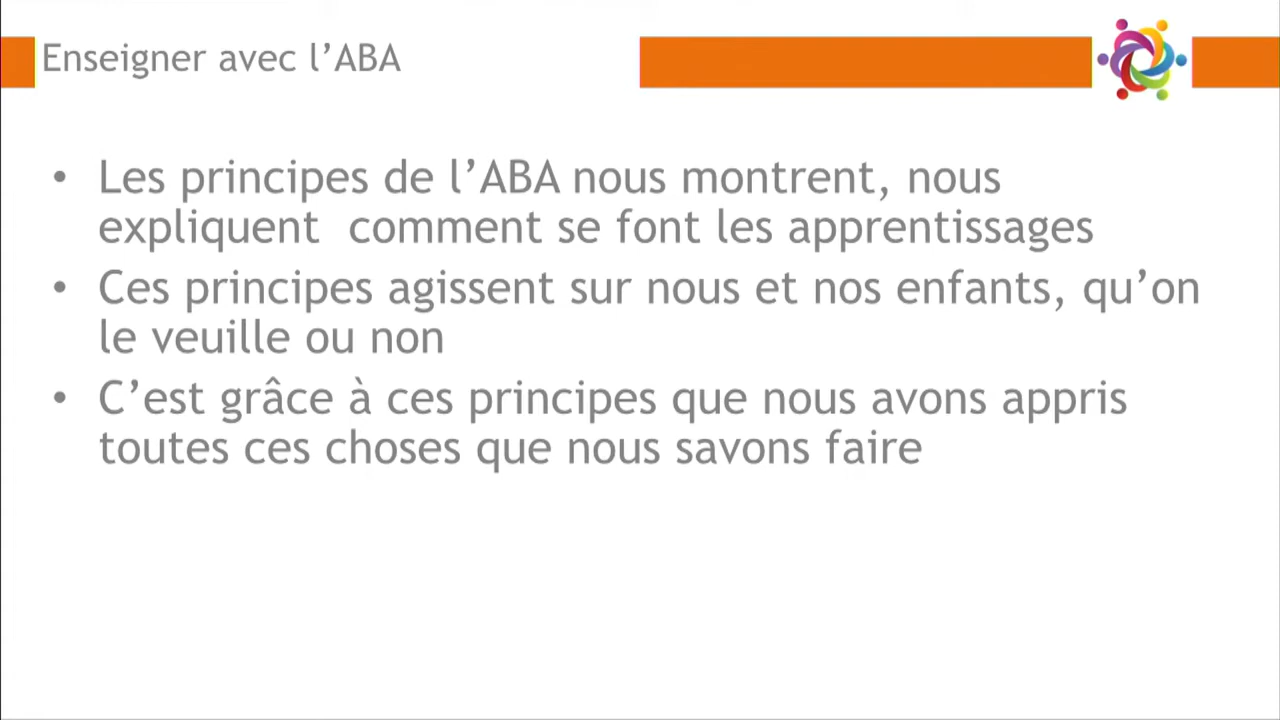 Enseigner avec l’ABA
• Les principes de l’ABA nous montrent, nous
expliquent  comment se font les apprentissages
• Ces principes agissent sur nous et nos enfants, qu’on
le veuille ou non
• C’est grâce à ces principes que nous avons appris
toutes ces choses que nous savons faire